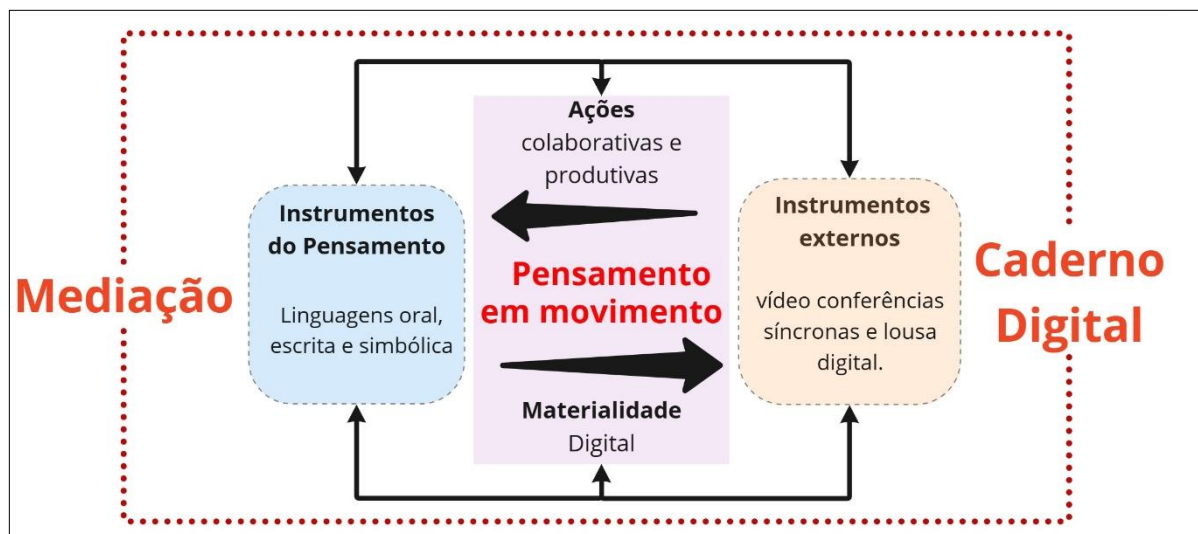 Mediação
Instrumentos
do Pensamento
Linguagens oral,
escrita e simbólica
Ações
colaborativas e
produtivas
Pensamento
em movimento
Materialidade
Digital
Instrumentos
externos
vídeo conferências
síncronas e lousa
digital.
Caderno
Digital